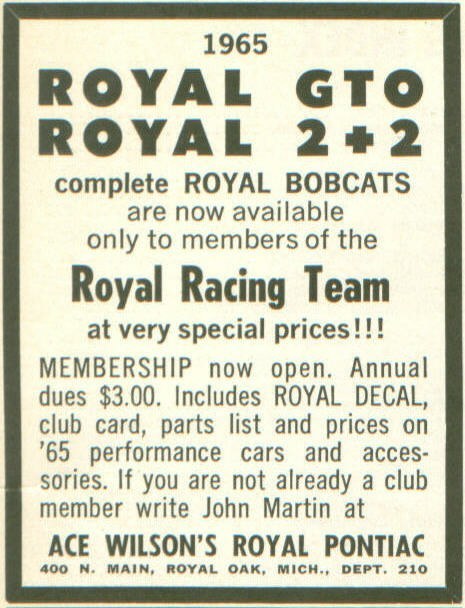 1965
ROYAL GTO
ROYAL 2+2
complete ROYAL BOBCATS
are now available
only to members of the
Royal Racing Team
at very special prices!!!
MEMBERSHIP now open. Annual
dues $3.00. Includes ROYAL DECAL,
club card, parts list and prices on
'65 performance cars and acces-
sories. If you are not already a club
member write John Martin at
ACE WILSON'S ROYAL PONTIAC
400 N. MAIN, ROYAL OAK, MICH., DEPT. 210